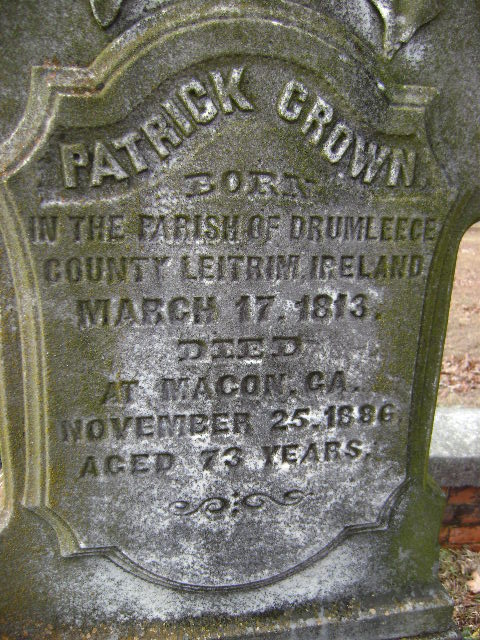 PATRICK CROWN.
BORN
IN THE PARISH OF DRUMLEECE
COUNTY LEITRIM. IRELAND
MARCH 17. 1813.
DIED
AT MACON. GA.
NOVEMBER 25. 1886.
AGED 73 YEARS.